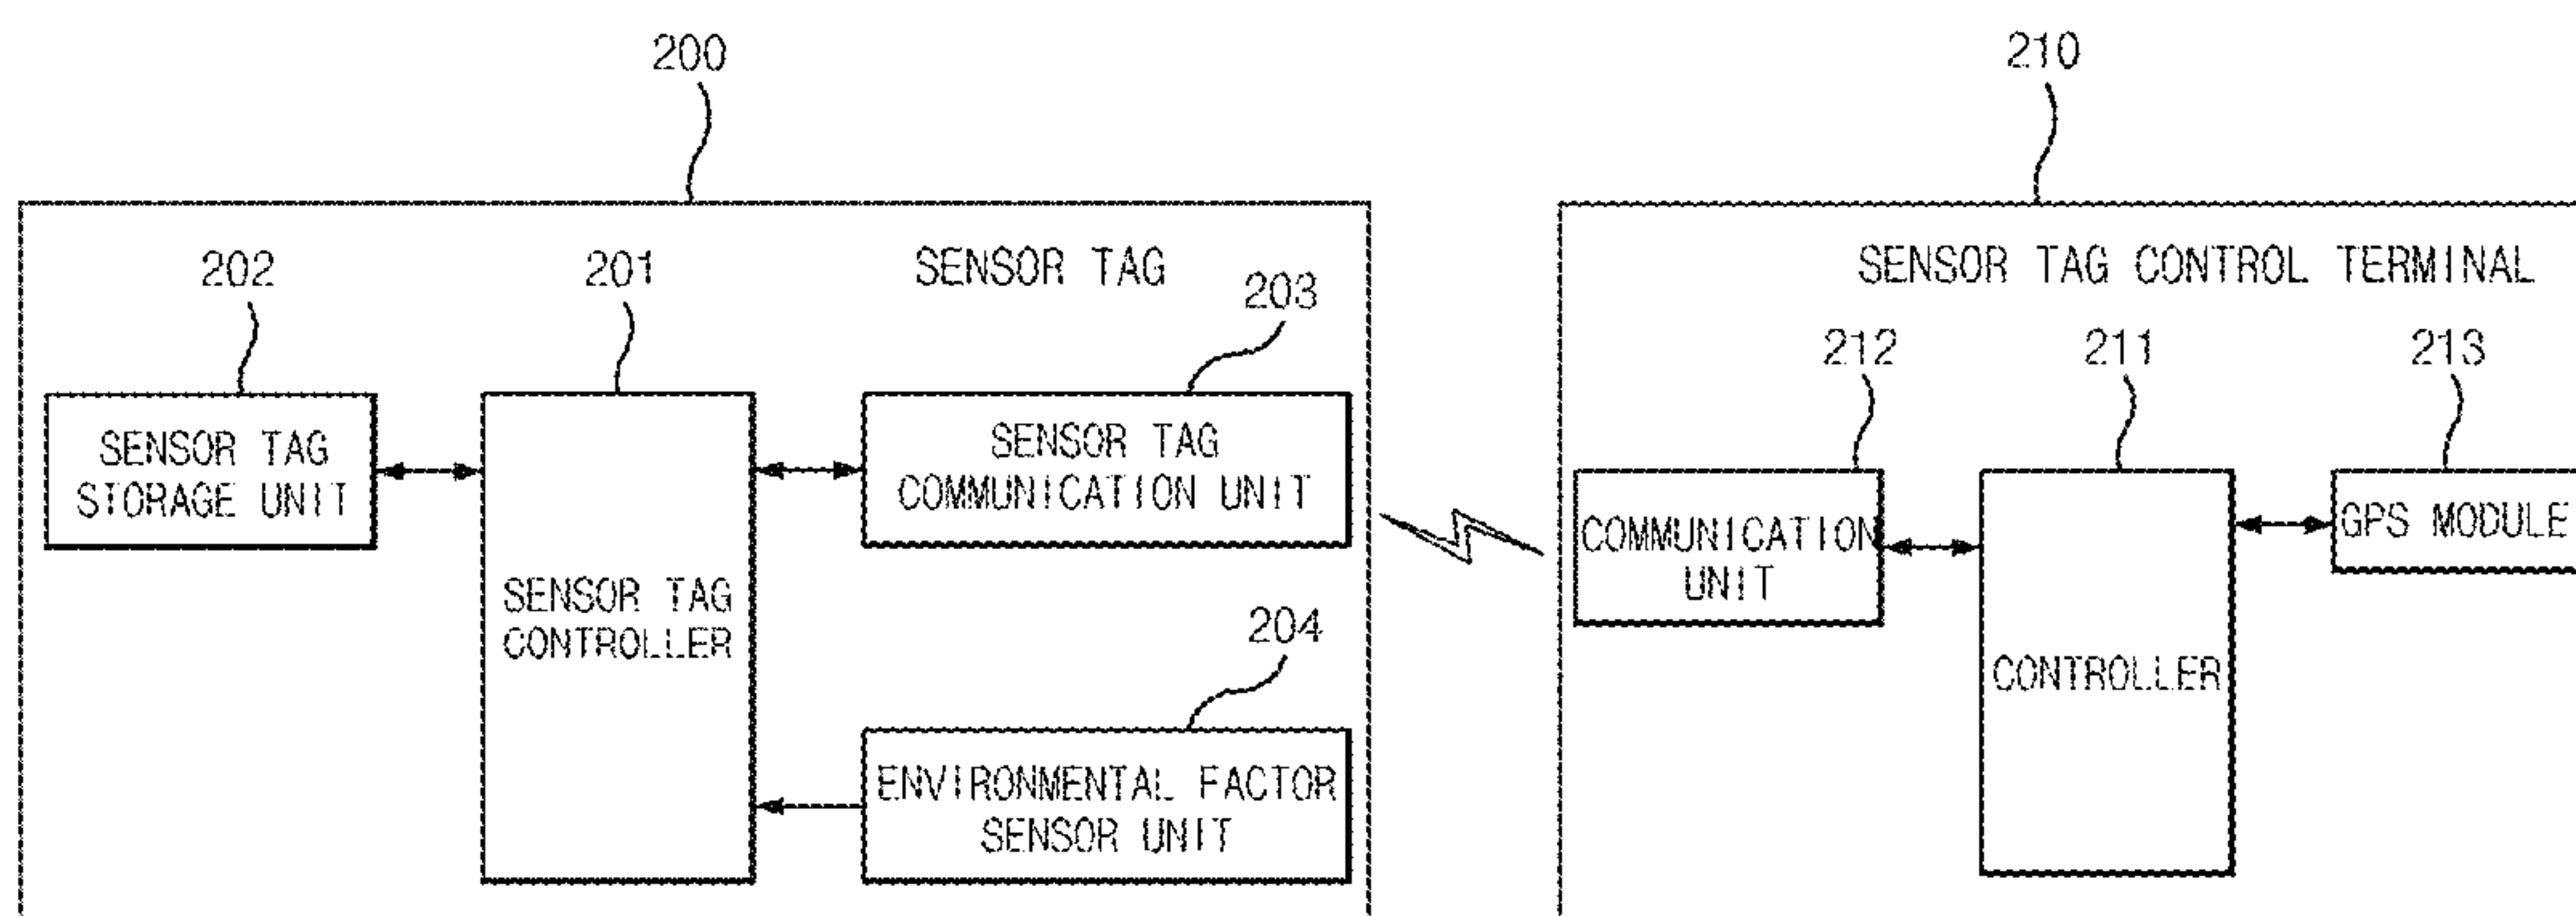 200
210
SENSOR TAG
202
201
203
SENSOR TAG
STORAGE UNIT
SENSOR TAG
CONTROLLER
SENSOR TAG
COMMUNICATION UNIT
204
ENVIRONMENTAL FACTOR
SENSOR UNIT
SENSOR TAG CONTROL TERMINAL
212
211
213
COMMUNICATION
UNIT
CONTROLLER
GPS MODULE